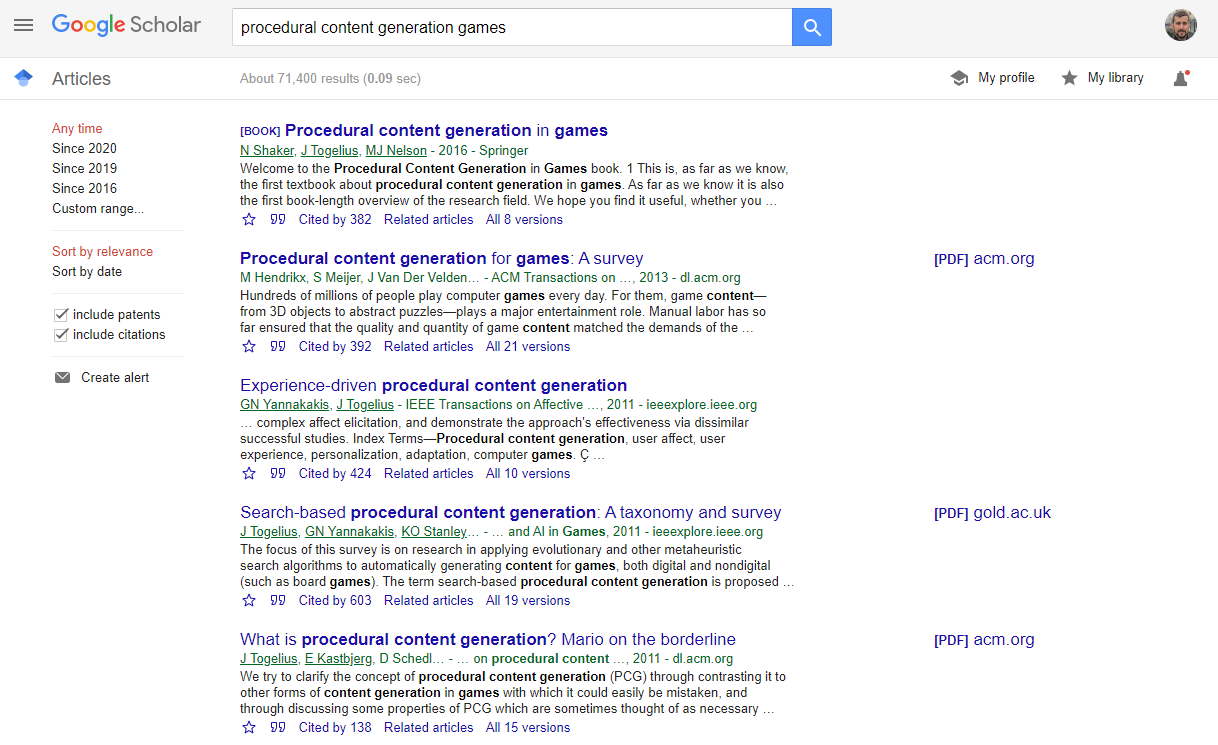 Google Scholar
procedural content generation games
Articles
About 71,400 results (0.09 sec)
My profile
My library
Any time
Since 2020
Since 2019
Since 2016
Custom range...
Sort by relevance
Sort by date
include patents
include citations
Create alert
[BOOK] Procedural content generation in games
N Shaker, J Togelius, MJ Nelson - 2016 - Springer
Welcome to the Procedural Content Generation in Games book. 1 This is, as far as we know,
the first textbook about procedural content generation in games. As far as we know it is also
the first book-length overview of the research field. We hope you find it useful, whether you …
Cited by 382 Related articles All 8 versions
Procedural content generation for games: A survey
[PDF] acm.org
M Hendrikx, S Meijer, J Van Der Velden… - ACM Transactions on …, 2013 - dl.acm.org
Hundreds of millions of people play computer games every day. For them, game content—
from 3D objects to abstract puzzles—plays a major entertainment role. Manual labor has so
far ensured that the quality and quantity of game content matched the demands of the …
Cited by 392 Related articles All 21 versions
Experience-driven procedural content generation
GN Yannakakis, J Togelius - IEEE Transactions on Affective …, 2011 - ieeexplore.ieee.org
… complex affect elicitation, and demonstrate the approach's effectiveness via dissimilar
successful studies. Index Terms—Procedural content generation, user affect, user
experience, personalization, adaptation, computer games. Ç …
Cited by 424 Related articles All 10 versions
Search-based procedural content generation: A taxonomy and survey
[PDF] gold.ac.uk
J Togelius, GN Yannakakis, KO Stanley… - … and AI in Games, 2011 - ieeexplore.ieee.org
The focus of this survey is on research in applying evolutionary and other metaheuristic
search algorithms to automatically generating content for games, both digital and nondigital
(such as board games). The term search-based procedural content generation is proposed …
Cited by 603 Related articles All 19 versions
What is procedural content generation? Mario on the borderline
[PDF] acm.org
J Togelius, E Kastbjerg, D Schedl… - … on procedural content …, 2011 - dl.acm.org
We try to clarify the concept of procedural content generation (PCG) through contrasting it to
other forms of content generation in games with which it could easily be mistaken, and
through discussing some properties of PCG which are sometimes thought of as necessary …
Cited by 138 Related articles All 15 versions